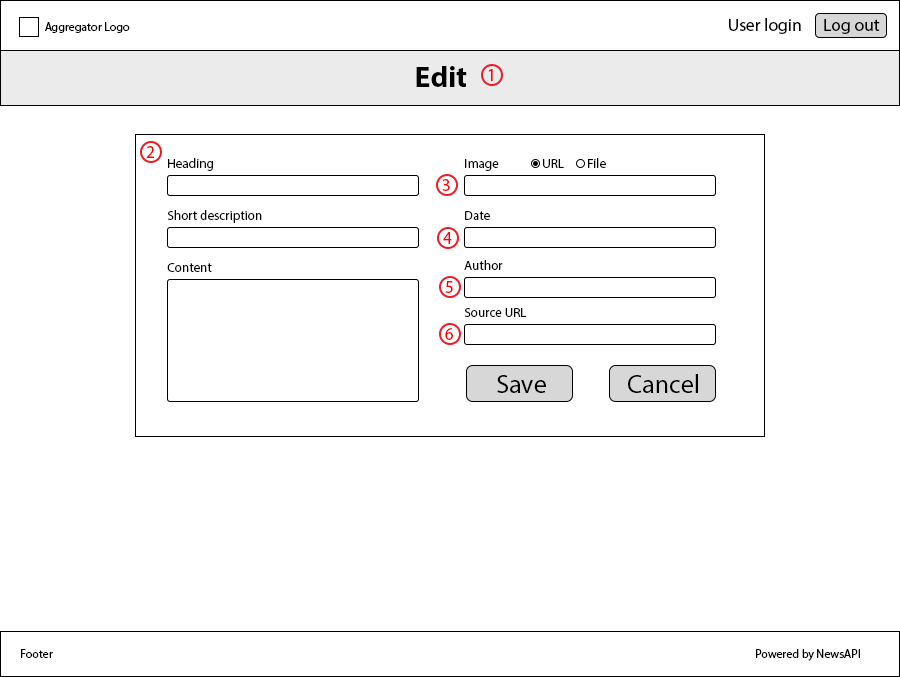 Aggregator Logo
User login
Log out
Edit 1
2
Heading
Short description
Content
Image URL File
3
Date
4
Author
5
Source URL
6
Save
Cancel
Footer
Powered by NewsAPI